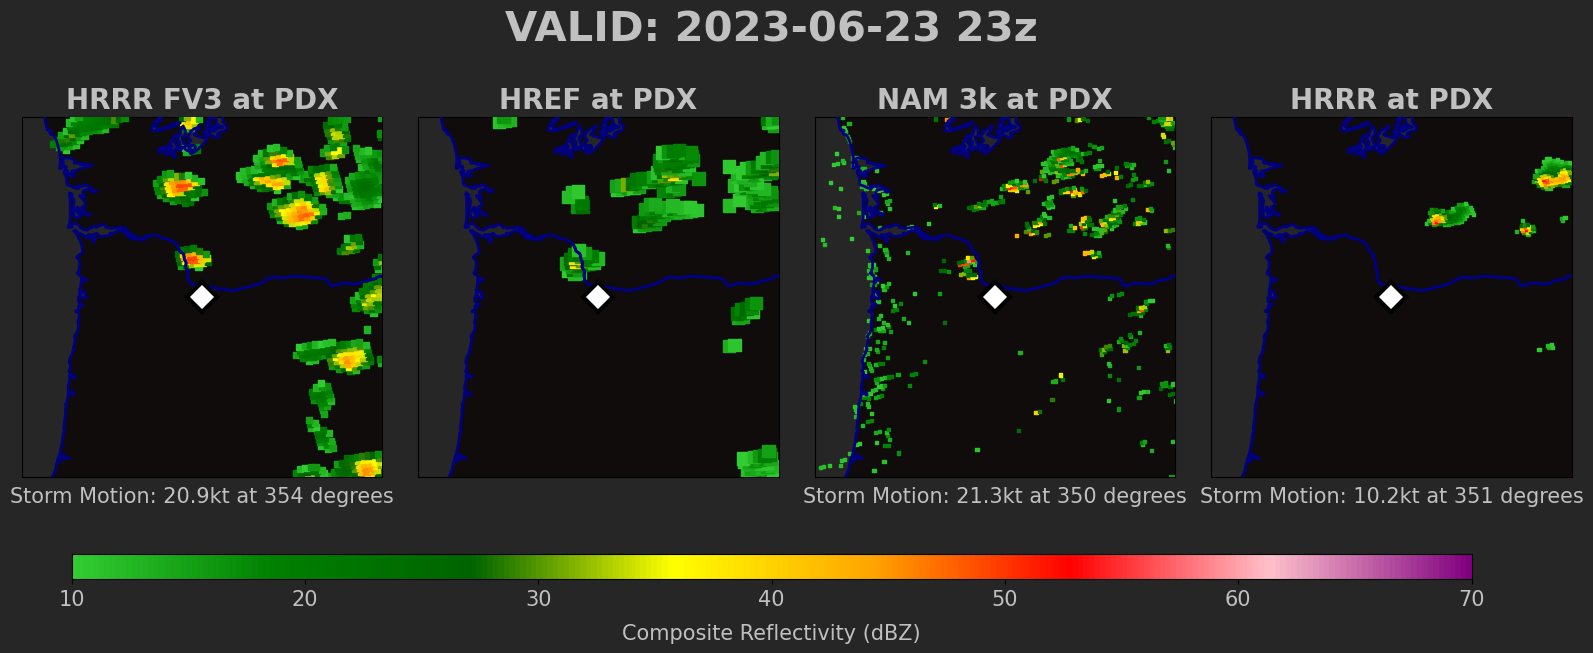 VALID: 2023-06-23 23z
HRRR FV3 at PDX
HREF at PDX
NAM 3k at PDX
HRRR at PDX
Storm Motion: 20.9kt at 354 degrees
Storm Motion: 21.3kt at 350 degrees
Storm Motion: 10.2kt at 351 degrees
10 20 30 40 50 60 70
Composite Reflectivity (dBZ)